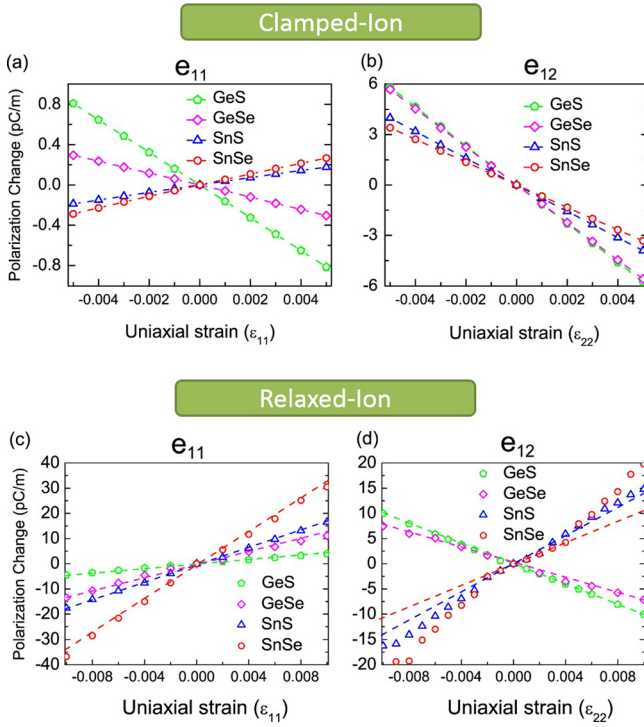 Clamped-Ion
(a)
e11
GeS
GeSe
SnS
SnSe
0.8
0.4
0.0
-0.4
-0.8
-0.004 -0.002 0.000 0.002 0.004
Polarization Change (pC/m)
Uniaxial strain (ε11)
(b)
e12
GeS
GeSe
SnS
SnSe
6
3
0
-3
-6
-0.004 -0.002 0.000 0.002 0.004
Uniaxial strain (ε22)
Relaxed-Ion
(c)
e11
40
30
20
10
0
-10
-20
-30
-40
GeS
GeSe
SnS
SnSe
-0.008 -0.004 0.000 0.004 0.008
Polarization Change (pC/m)
Uniaxial strain (ε11)
(d)
e12
GeS
GeSe
SnS
SnSe
20
15
10
5
0
-5
-10
-15
-20
-0.008 -0.004 0.000 0.004 0.008
Uniaxial strain (ε22)